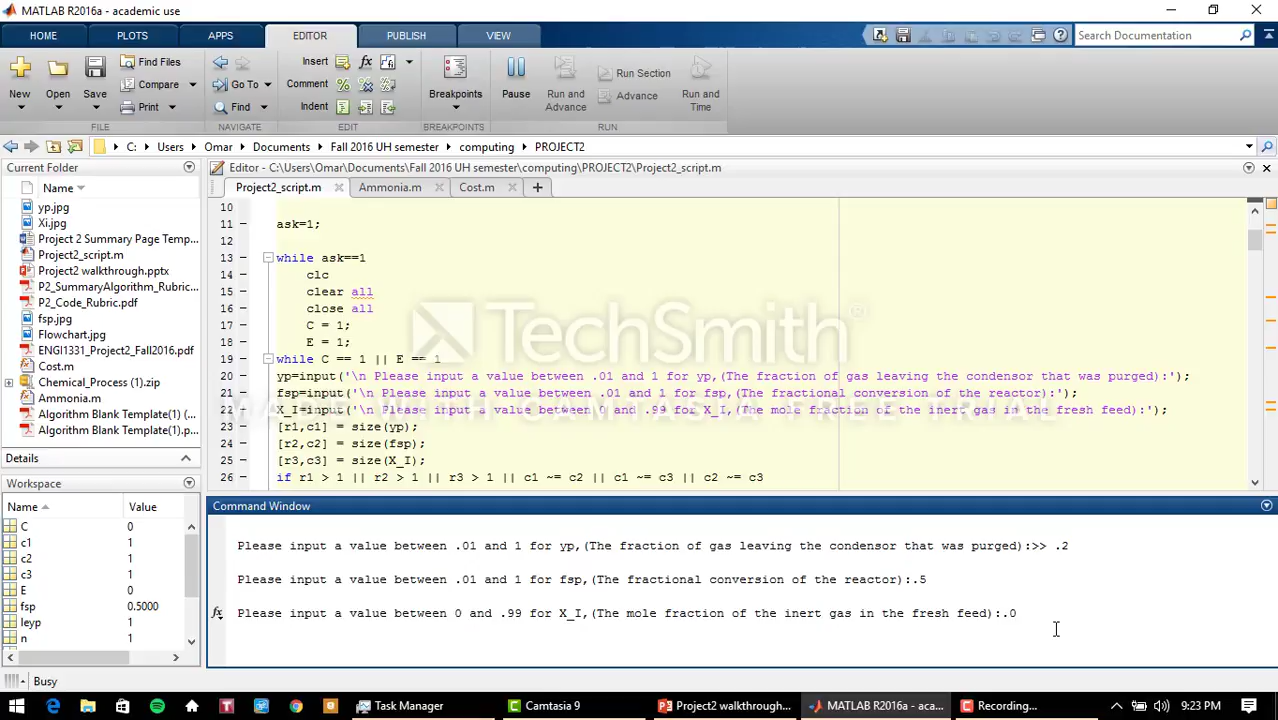 MATLAB R2016a - academic use
HOME PLOTS APPS EDITOR PUBLISH VIEW Search Documentation
New Open Save Find Files Compare Print
Go To Find
Insert Comment Indent
Breakpoints Pause Run and Advance Run Section Advance Run and Time
FILE NAVIGATE EDIT BREAKPOINTS RUN
C: Users Omar Documents Fall 2016 UH semester computing PROJECT2
Current Folder
Name
yp.jpg
Xi.jpg
Project 2 Summary Page Temp...
Project2_script.m
Project2 walkthrough.pptx
P2_SummaryAlgorithm_Rubric...
P2_Code_Rubric.pdf
fsp.jpg
Flowchart.jpg
ENGI1331_Project2_Fall2016.pdf
Cost.m
Chemical_Process (1).zip
Ammonia.m
Algorithm Blank Template(1)(...
Algorithm Blank Template(1).p...
Details
Workspace
Name Value
C 0
c1 1
c2 1
c3 1
E 0
fsp 0.5000
leyp 1
n 1
Editor - C:\Users\Omar\Documents\Fall 2016 UH semester\computing\PROJECT2\Project2_script.m
Project2_script.m Ammonia.m Cost.m
10
11 ask=1;
12
13 while ask==1
14 clc
15 clear all
16 close all
17 C = 1;
18 E = 1;
19 while C == 1 || E == 1
20 yp=input('\n Please input a value between .01 and 1 for yp,(The fraction of gas leaving the condensor that was purged):');
21 fsp=input('\n Please input a value between .01 and 1 for fsp,(The fractional conversion of the reactor):');
22 X_I=input('\n Please input a value between 0 and .99 for X_I,(The mole fraction of the inert gas in the fresh feed):');
23 [r1,c1] = size(yp);
24 [r2,c2] = size(fsp);
25 [r3,c3] = size(X_I);
26 if r1 > 1 || r2 > 1 || r3 > 1 || c1 ~= c2 || c1 ~= c3 || c2 ~= c3
TechSmith
MADE WITH CAMTASIA FREE TRIAL
Command Window
Please input a value between .01 and 1 for yp,(The fraction of gas leaving the condensor that was purged):>> .2
Please input a value between .01 and 1 for fsp,(The fractional conversion of the reactor):.5
fx Please input a value between 0 and .99 for X_I,(The mole fraction of the inert gas in the fresh feed):.0
Busy
Task Manager Camtasia 9 Project2 walkthroug... MATLAB R2016a - aca... Recording... 9:23 PM